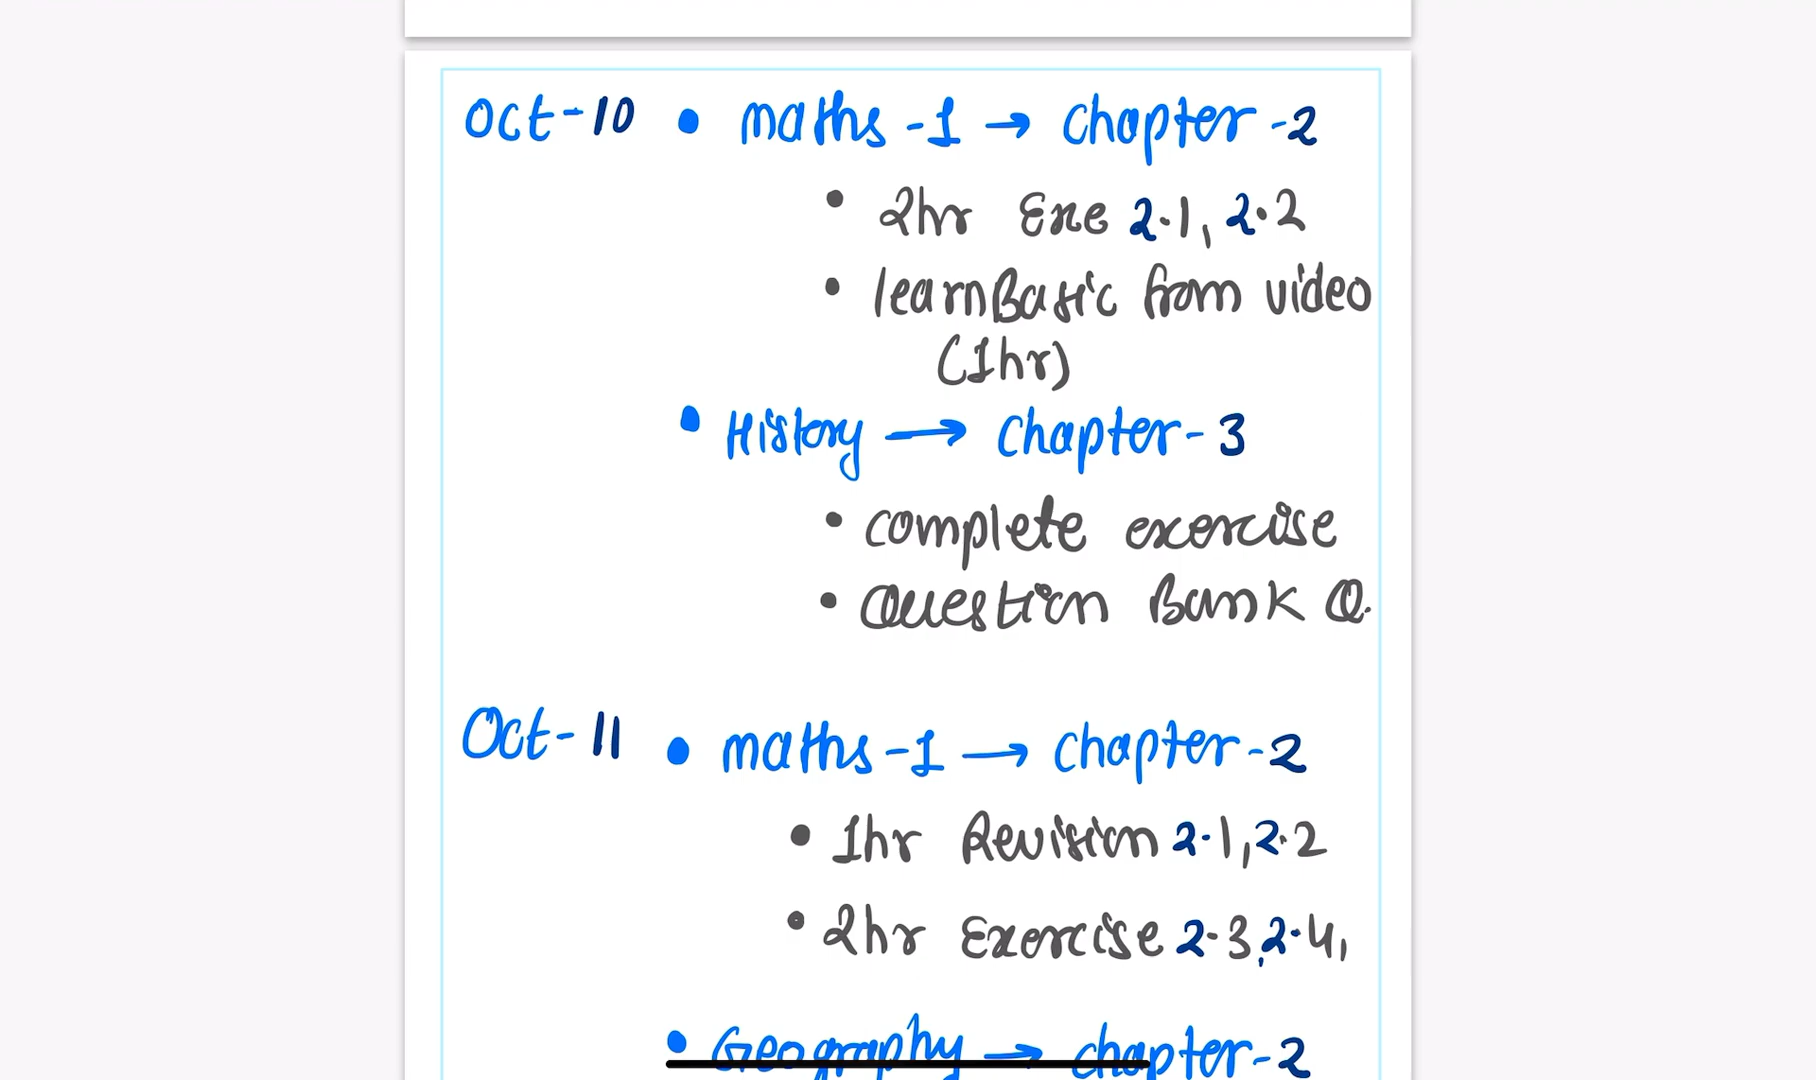 Oct-10 • maths -1 → chapter -2
• 2hr Exe 2.1, 2.2
• learn Basic from video
(1hr)
• History → chapter - 3
• complete exercise
• Question Bank Q.
Oct - 11 • maths -1 → chapter -2
• 1hr Revision 2.1, 2.2
• 2hr Exercise 2.3, 2.4,
• Geography → chapter - 2